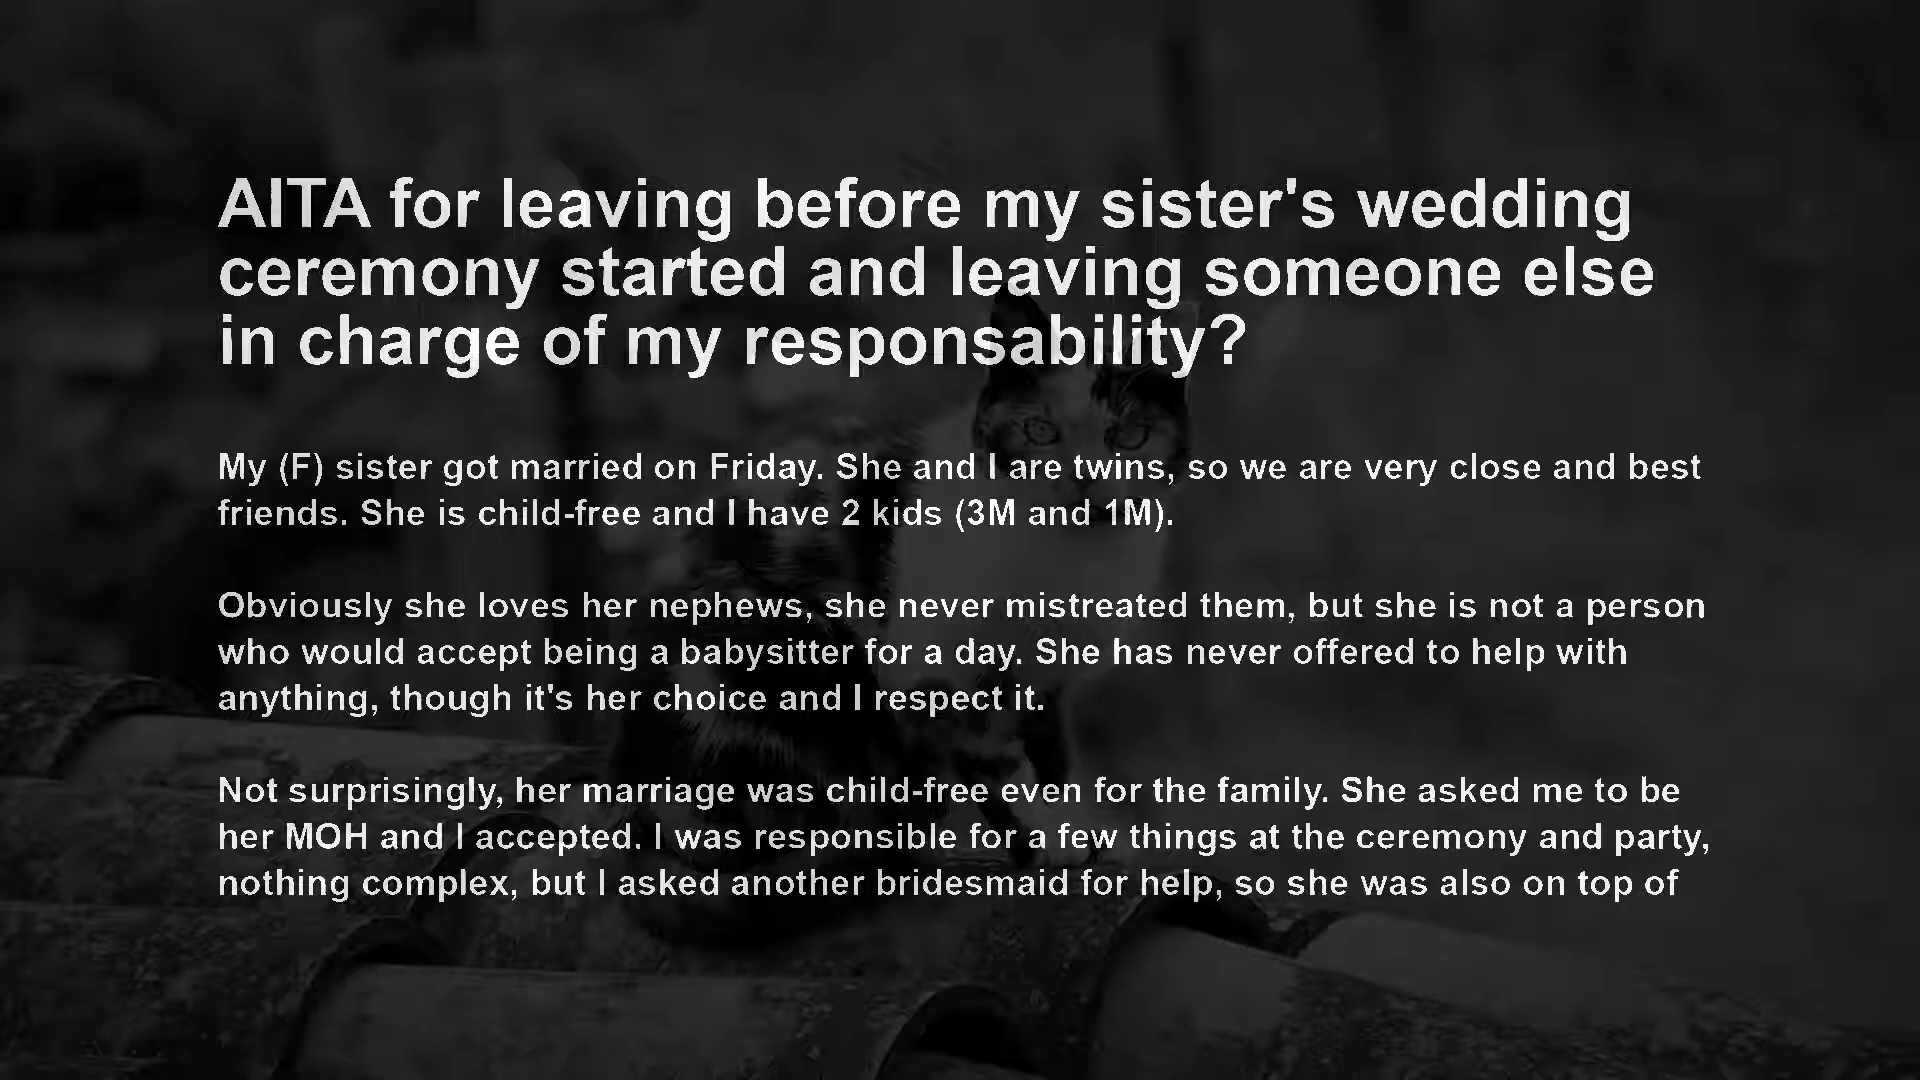 AITA for leaving before my sister's wedding
ceremony started and leaving someone else
in charge of my responsability?
My (F) sister got married on Friday. She and I are twins, so we are very close and best
friends. She is child-free and I have 2 kids (3M and 1M).
Obviously she loves her nephews, she never mistreated them, but she is not a person
who would accept being a babysitter for a day. She has never offered to help with
anything, though it's her choice and I respect it.
Not surprisingly, her marriage was child-free even for the family. She asked me to be
her MOH and I accepted. I was responsible for a few things at the ceremony and party,
nothing complex, but I asked another bridesmaid for help, so she was also on top of